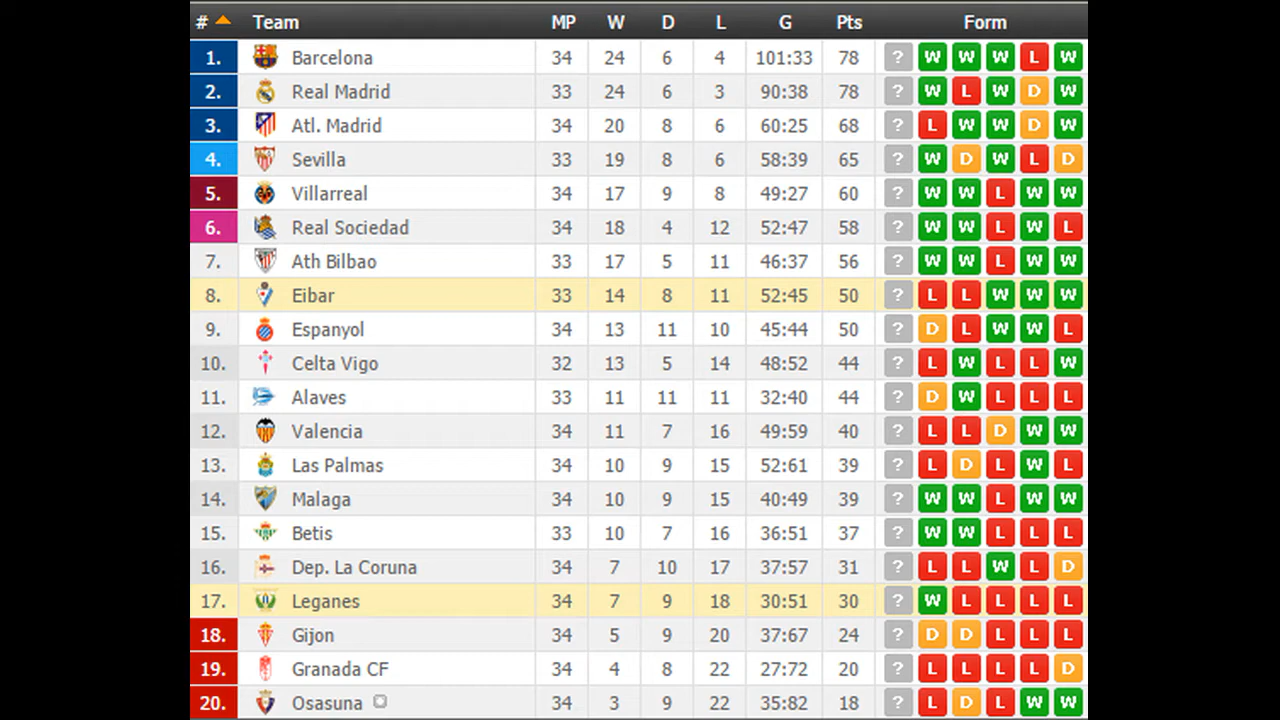 # Team MP W D L G Pts Form
1. Barcelona 34 24 6 4 101:33 78 ? W W W L W
2. Real Madrid 33 24 6 3 90:38 78 ? W L W D W
3. Atl. Madrid 34 20 8 6 60:25 68 ? L W W D W
4. Sevilla 33 19 8 6 58:39 65 ? W D W L D
5. Villarreal 34 17 9 8 49:27 60 ? W W L W W
6. Real Sociedad 34 18 4 12 52:47 58 ? W W L W L
7. Ath Bilbao 33 17 5 11 46:37 56 ? W W L W W
8. Eibar 33 14 8 11 52:45 50 ? L L W W W
9. Espanyol 34 13 11 10 45:44 50 ? D L W W L
10. Celta Vigo 32 13 5 14 48:52 44 ? L W L L W
11. Alaves 33 11 11 11 32:40 44 ? D W L L L
12. Valencia 34 11 7 16 49:59 40 ? L L D W W
13. Las Palmas 34 10 9 15 52:61 39 ? L D L W L
14. Malaga 34 10 9 15 40:49 39 ? W W L W W
15. Betis 33 10 7 16 36:51 37 ? W W L L L
16. Dep. La Coruna 34 7 10 17 37:57 31 ? L L W L D
17. Leganes 34 7 9 18 30:51 30 ? W L L L L
18. Gijon 34 5 9 20 37:67 24 ? D D L L L
19. Granada CF 34 4 8 22 27:72 20 ? L L L L D
20. Osasuna 34 3 9 22 35:82 18 ? L D L W W